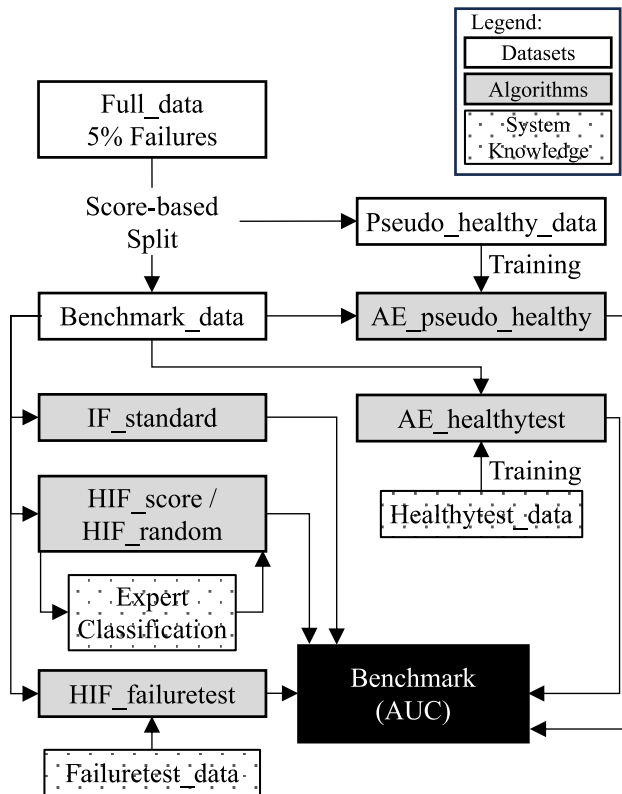 Legend:
Datasets
Algorithms
System
Knowledge
Full_data
5% Failures
Score-based
Split
Pseudo_healthy_data
Training
Benchmark_data
AE_pseudo_healthy
IF_standard
AE_healthytest
Training
HIF_score /
HIF_random
Healthytest_data
Expert
Classification
HIF_failuretest
Benchmark
(AUC)
Failuretest_data